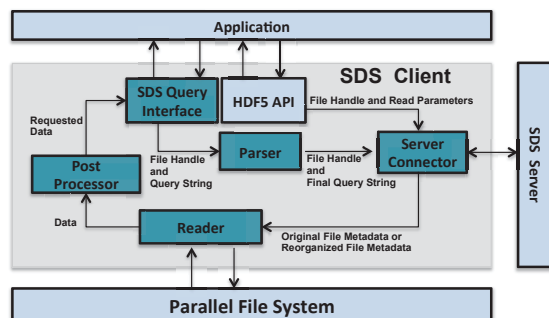 Application
SDS Client
SDS Query
Interface
HDF5 API
File Handle and Read Parameters
Requested
Data
Post
Processor
File Handle
and
Query String
Parser
File Handle
and
Final Query String
Server
Connector
SDS Server
Data
Reader
Original File Metadata or
Reorganized File Metadata
Parallel File System